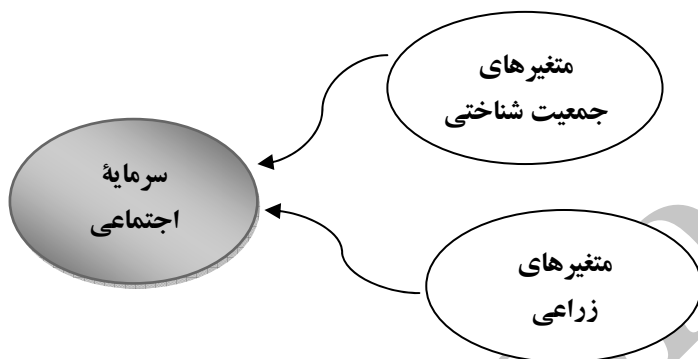 متغیرهای
جمعیت شناختی
سرمایۀ
اجتماعی
متغیرهای
زراعی